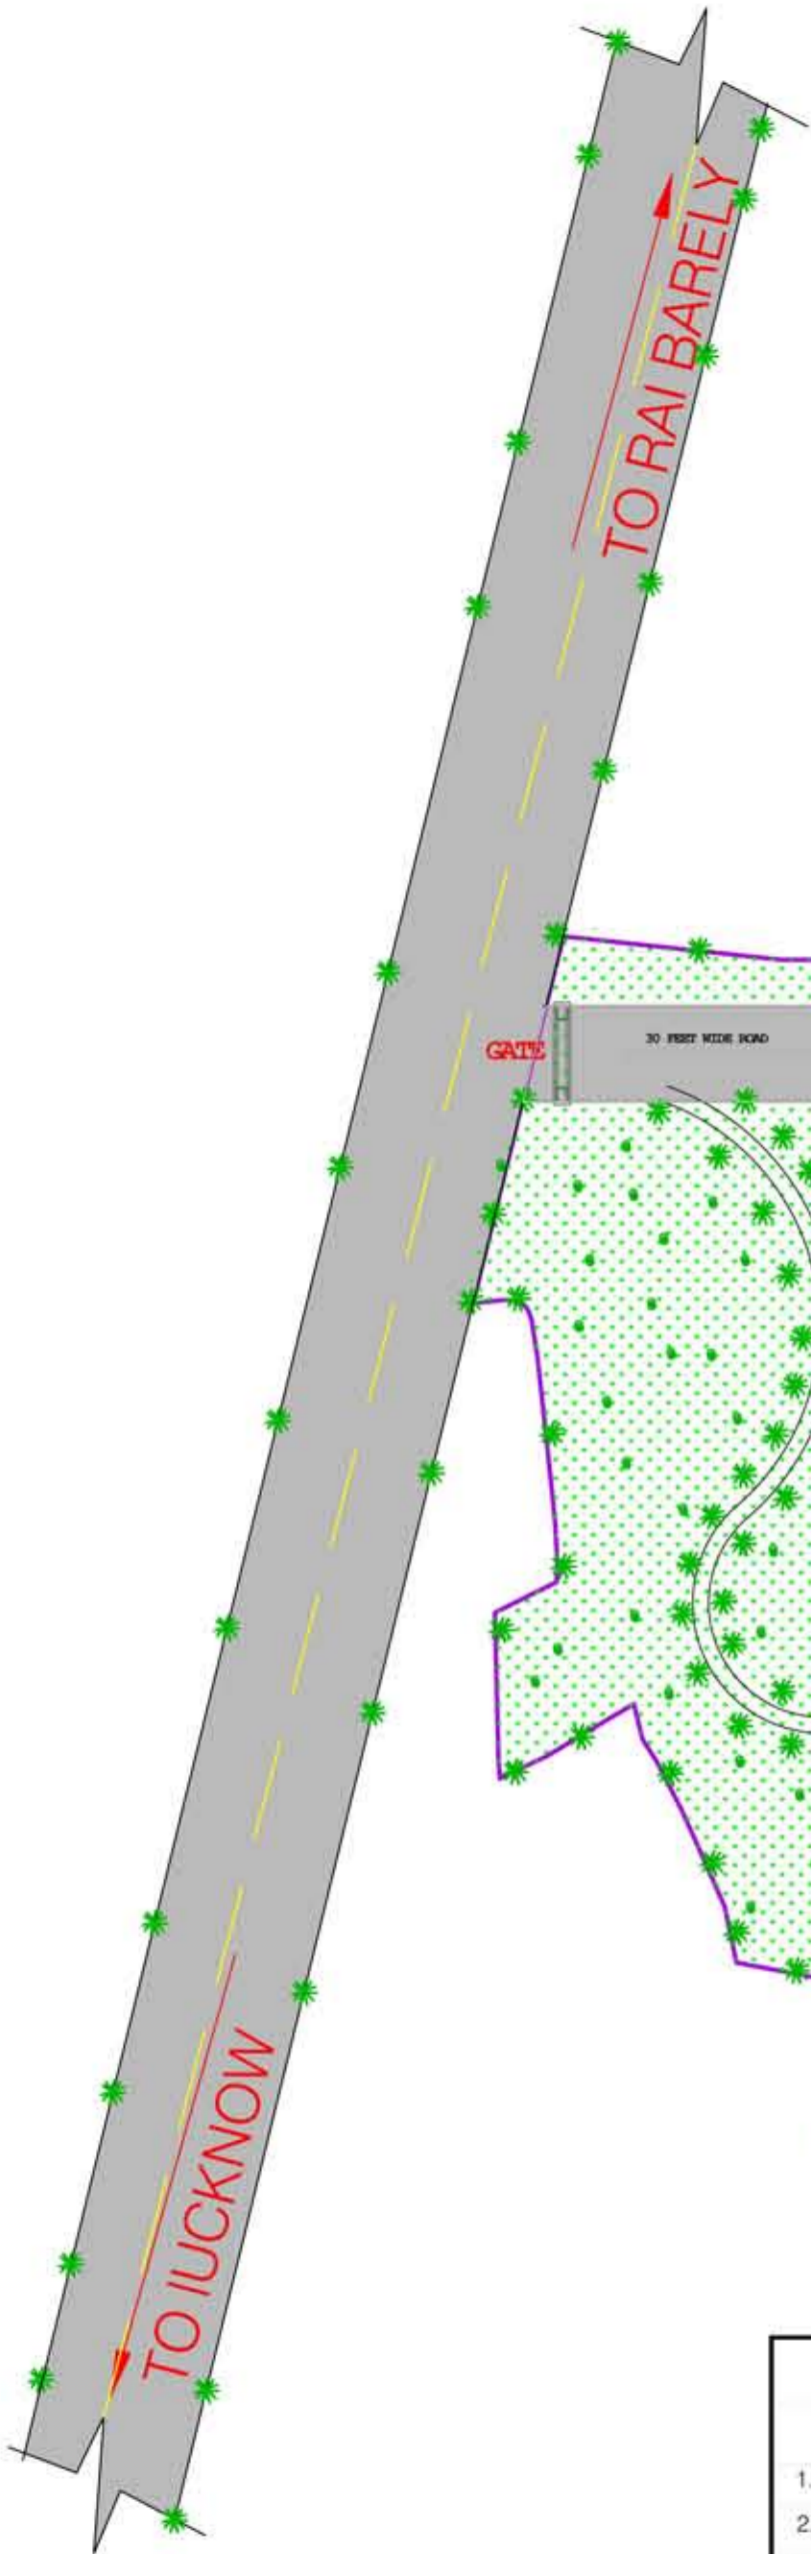 TO RAI BARELY
GATE
30 FEET WIDE ROAD
TO IUCKNOW
1.
2.